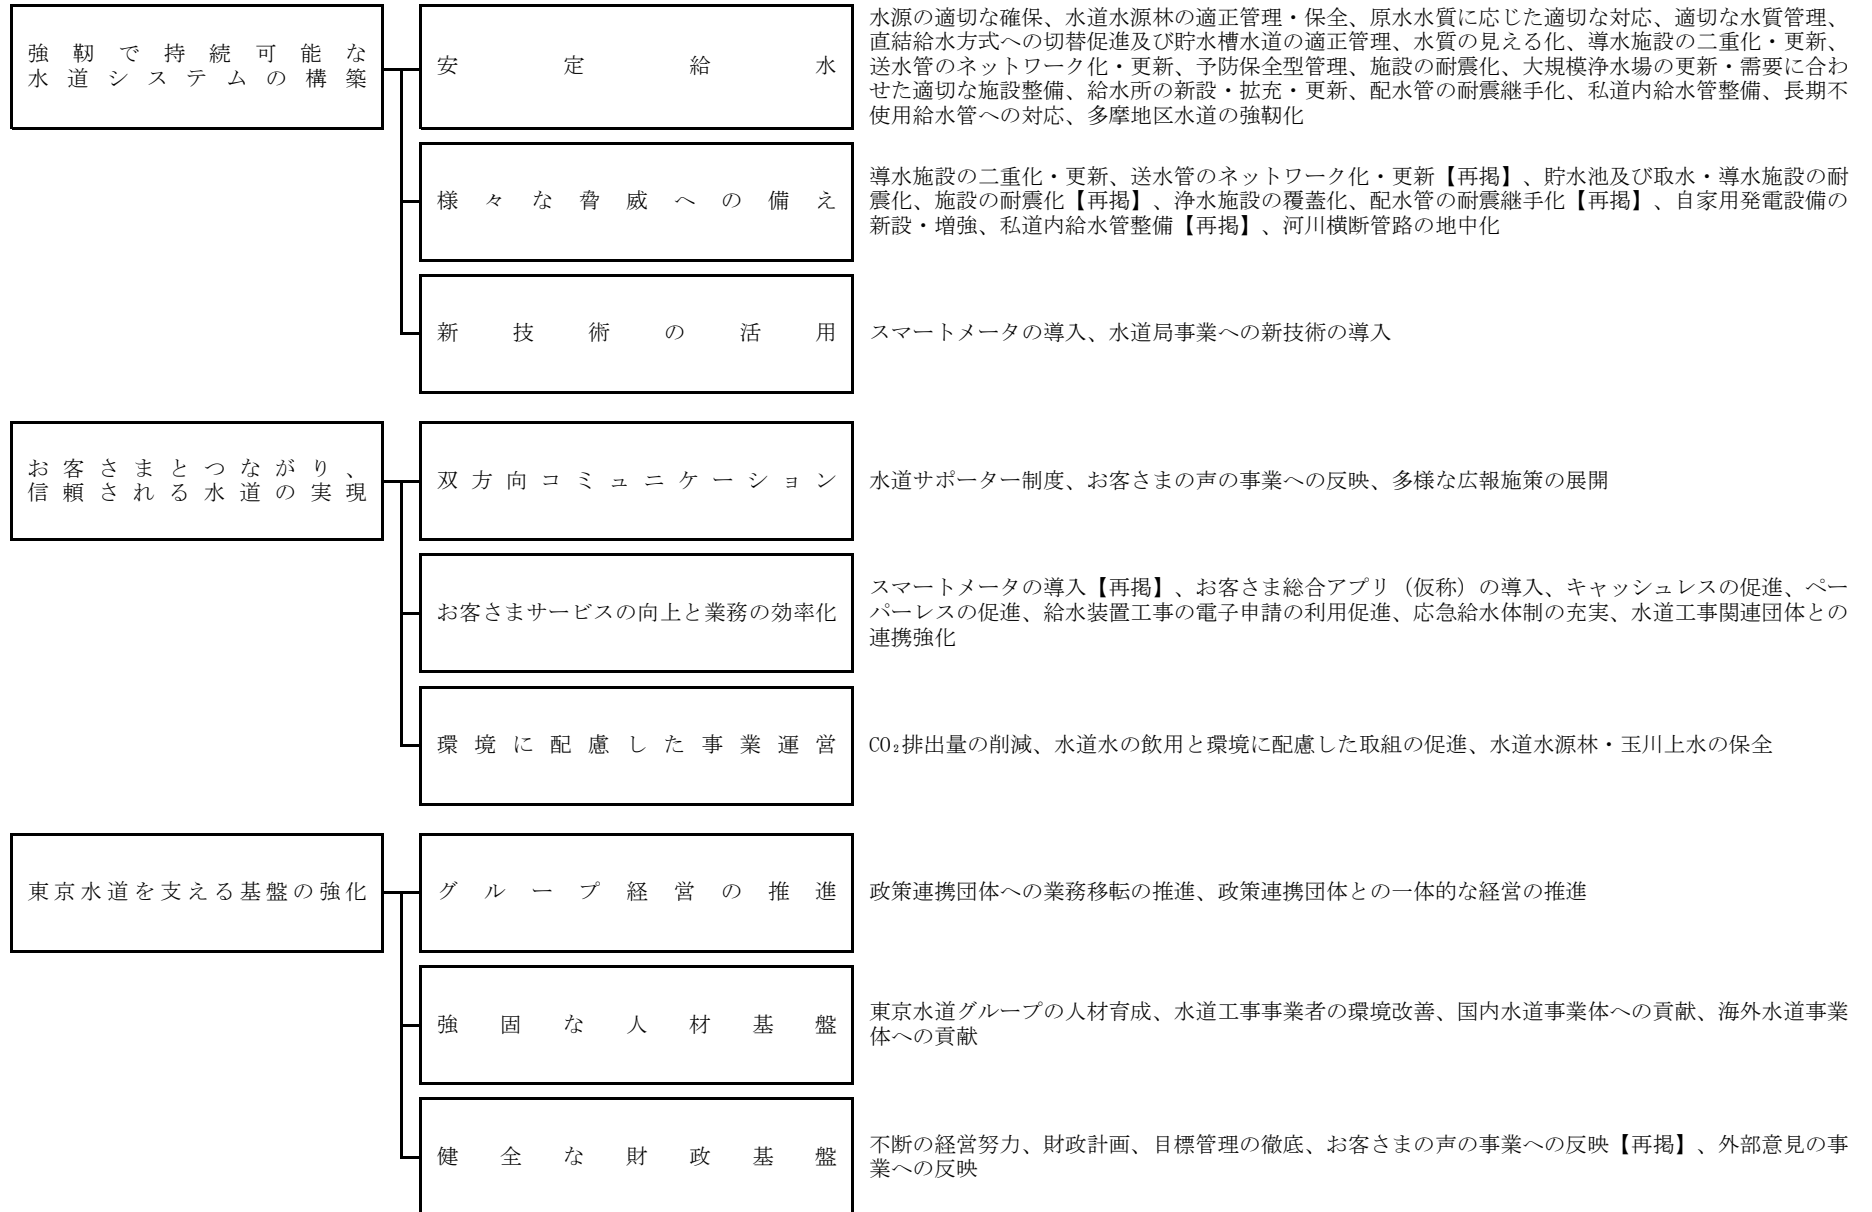 強靭で持続可能な
水道システムの構築
安定給水
水源の適切な確保、水道水源林の適正管理・保全、原水水質に応じた適切な対応、適切な水質管理、
直結給水方式への切替促進及び貯水槽水道の適正管理、水質の見える化、導水施設の二重化・更新、
送水管のネットワーク化・更新、予防保全型管理、施設の耐震化、大規模浄水場の更新・需要に合わ
せた適切な施設整備、給水所の新設・拡充・更新、配水管の耐震継手化、私道内給水管整備、長期不
使用給水管への対応、多摩地区水道の強靭化
様々な脅威への備え
導水施設の二重化・更新、送水管のネットワーク化・更新【再掲】、貯水池及び取水・導水施設の耐
震化、施設の耐震化【再掲】、浄水施設の覆蓋化、配水管の耐震継手化【再掲】、自家用発電設備の
新設・増強、私道内給水管整備【再掲】、河川横断管路の地中化
新技術の活用
スマートメータの導入、水道局事業への新技術の導入
お客さまとつながり、
信頼される水道の実現
双方向コミュニケーション
水道サポーター制度、お客さまの声の事業への反映、多様な広報施策の展開
お客さまサービスの向上と業務の効率化
スマートメータの導入【再掲】、お客さま総合アプリ（仮称）の導入、キャッシュレスの促進、ペー
パーレスの促進、給水装置工事の電子申請の利用促進、応急給水体制の充実、水道工事関連団体との
連携強化
環境に配慮した事業運営
CO₂排出量の削減、水道水の飲用と環境に配慮した取組の促進、水道水源林・玉川上水の保全
東京水道を支える基盤の強化
グループ経営の推進
政策連携団体への業務移転の推進、政策連携団体との一体的な経営の推進
強固な人材基盤
東京水道グループの人材育成、水道工事事業者の環境改善、国内水道事業体への貢献、海外水道事業
体への貢献
健全な財政基盤
不断の経営努力、財政計画、目標管理の徹底、お客さまの声の事業への反映【再掲】、外部意見の事
業への反映